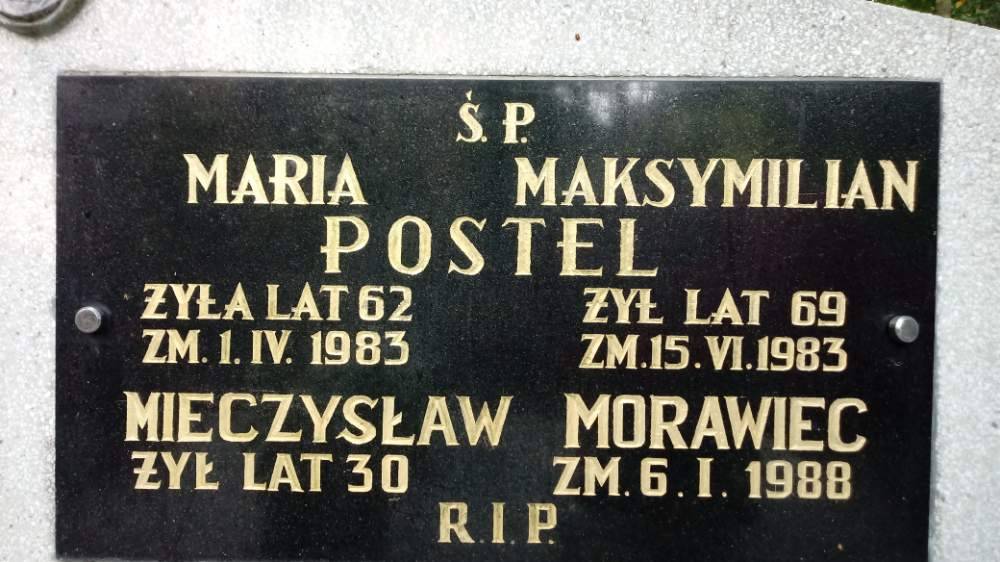 Ś. P.
MARIA MAKSYMILIAN
POSTEL
ŻYŁA LAT 62 ŻYŁ LAT 69
ZM. 1. IV. 1983 ZM. 15. VI. 1983
MIECZYSŁAW MORAWIEC
ŻYŁ LAT 30 ZM. 6. I. 1988
R. I. P.